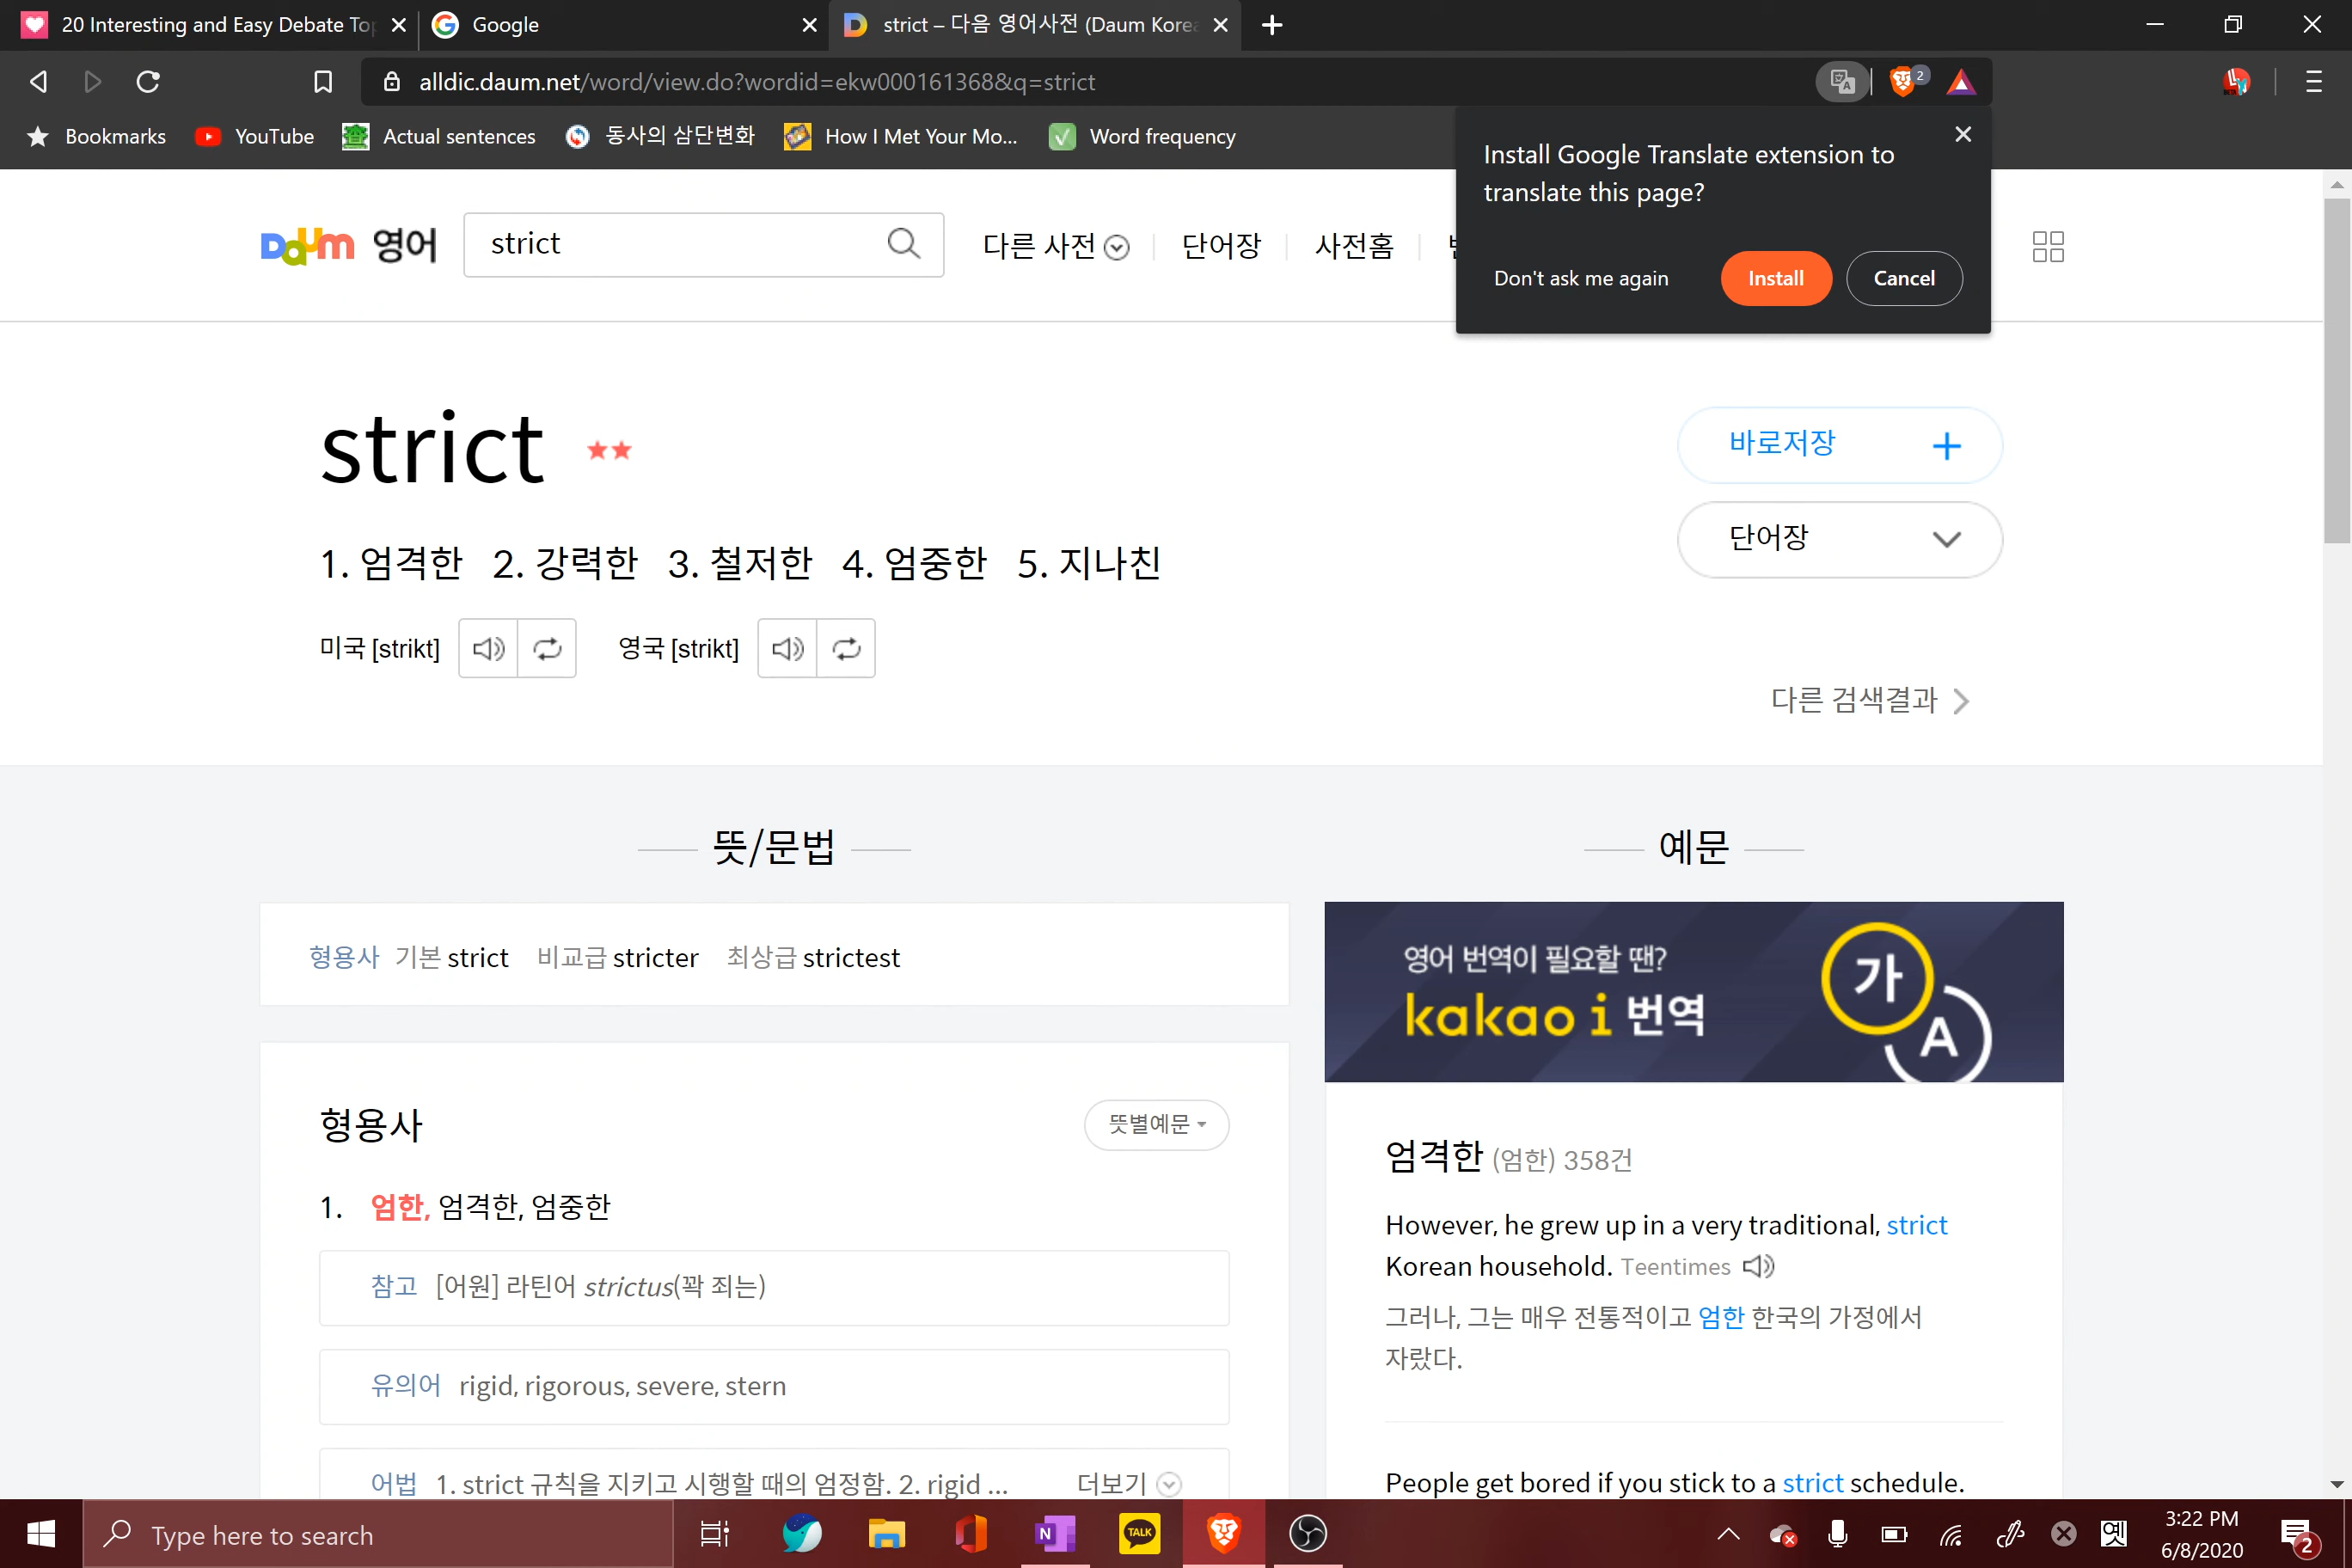 20 Interesting and Easy Debate To
Google
strict – 다음 영어사전 (Daum Kore
alldic.daum.net/word/view.do?wordid=ekw000161368&q=strict
2
Bookmarks
YouTube
Actual sentences
동사의 삼단변화
How I Met Your Mo...
Word frequency
Install Google Translate extension to
translate this page?
Don't ask me again
Install
Cancel
Daum 영어
strict
다른 사전
단어장
사전홈
strict
바로저장
단어장
1. 엄격한 2. 강력한 3. 철저한 4. 엄중한 5. 지나친
미국 [strikt]
영국 [strikt]
다른 검색결과
뜻/문법
형용사 기본 strict 비교급 stricter 최상급 strictest
형용사
뜻별예문
1. 엄한, 엄격한, 엄중한
참고 [어원] 라틴어 strictus(꽉 죄는)
유의어 rigid, rigorous, severe, stern
어법 1. strict 규칙을 지키고 시행할 때의 엄정함. 2. rigid ...
더보기
예문
영어 번역이 필요할 땐?
kakao i 번역
가
A
엄격한 (엄한) 358건
However, he grew up in a very traditional, strict
Korean household. Teentimes
그러나, 그는 매우 전통적이고 엄한 한국의 가정에서
자랐다.
People get bored if you stick to a strict schedule.
Type here to search
N
TALK
3:22 PM
6/8/2020
2